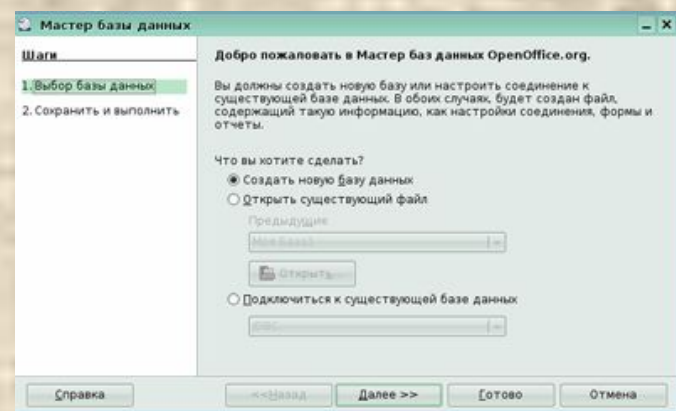 Мастер базы данных
Шаги
1. Выбор базы данных
2. Сохранить и выполнить
Добро пожаловать в Мастер баз данных OpenOffice.org.
Вы должны создать новую базу или настроить соединение к
существующей базе данных. В обоих случаях, будет создан файл,
содержащий такую информацию, как настройки соединения, формы и
отчеты.
Что вы хотите сделать?
Создать новую базу данных
Открыть существующий файл
Предыдущие
Открыть...
Подключиться к существующей базе данных
JDBC
Справка
<<Назад
Далее >>
Готово
Отмена